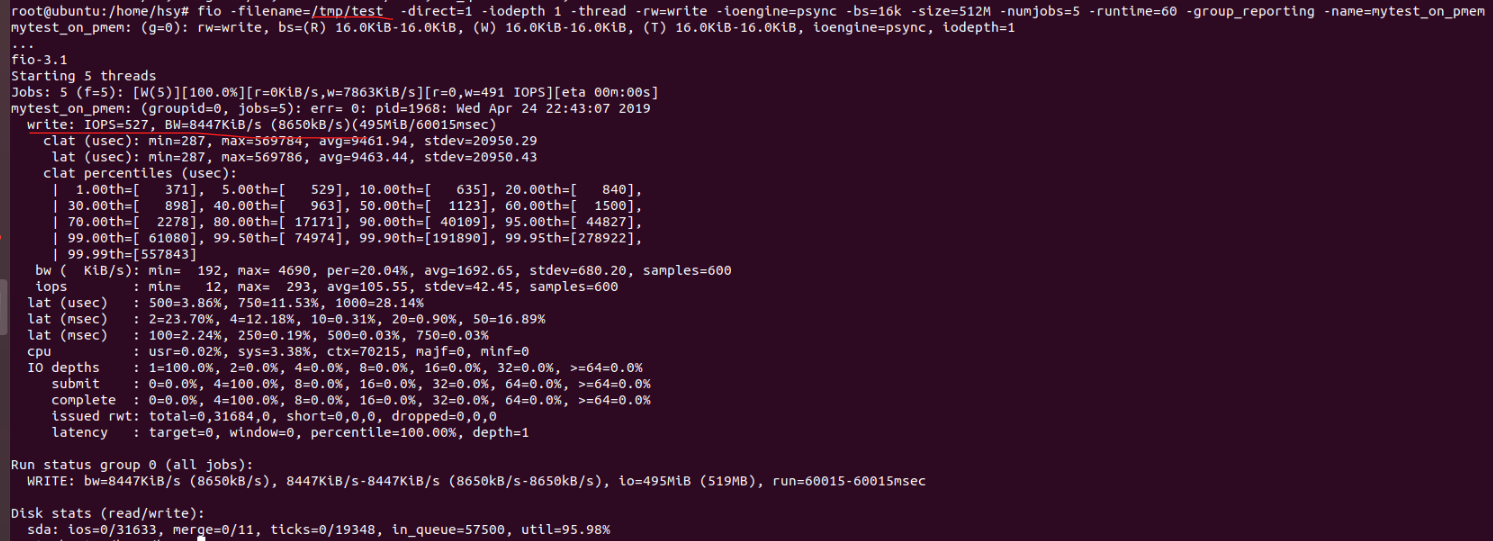 root@ubuntu:/home/hsy# fio -filename=/tmp/test  -direct=1 -iodepth 1 -thread -rw=write -ioengine=psync -bs=16k -size=512M -numjobs=5 -runtime=60 -group_reporting -name=mytest_on_pmem
mytest_on_pmem: (g=0): rw=write, bs=(R) 16.0KiB-16.0KiB, (W) 16.0KiB-16.0KiB, (T) 16.0KiB-16.0KiB, ioengine=psync, iodepth=1
...
fio-3.1
Starting 5 threads
Jobs: 5 (f=5): [W(5)][100.0%][r=0KiB/s,w=7863KiB/s][r=0,w=491 IOPS][eta 00m:00s]
mytest_on_pmem: (groupid=0, jobs=5): err= 0: pid=1968: Wed Apr 24 22:43:07 2019
  write: IOPS=527, BW=8447KiB/s (8650kB/s)(495MiB/60015msec)
    clat (usec): min=287, max=569784, avg=9461.94, stdev=20950.29
     lat (usec): min=287, max=569786, avg=9463.44, stdev=20950.43
    clat percentiles (usec):
     |  1.00th=[   371],  5.00th=[   529], 10.00th=[   635], 20.00th=[   840],
     | 30.00th=[   898], 40.00th=[   963], 50.00th=[  1123], 60.00th=[  1500],
     | 70.00th=[  2278], 80.00th=[ 17171], 90.00th=[ 40109], 95.00th=[ 44827],
     | 99.00th=[ 61080], 99.50th=[ 74974], 99.90th=[191890], 99.95th=[278922],
     | 99.99th=[557843]
   bw (  KiB/s): min=  192, max= 4690, per=20.04%, avg=1692.65, stdev=680.20, samples=600
   iops        : min=   12, max=  293, avg=105.55, stdev=42.45, samples=600
  lat (usec)   : 500=3.86%, 750=11.53%, 1000=28.14%
  lat (msec)   : 2=23.70%, 4=12.18%, 10=0.31%, 20=0.90%, 50=16.89%
  lat (msec)   : 100=2.24%, 250=0.19%, 500=0.03%, 750=0.03%
  cpu          : usr=0.02%, sys=3.38%, ctx=70215, majf=0, minf=0
  IO depths    : 1=100.0%, 2=0.0%, 4=0.0%, 8=0.0%, 16=0.0%, 32=0.0%, >=64=0.0%
     submit    : 0=0.0%, 4=100.0%, 8=0.0%, 16=0.0%, 32=0.0%, 64=0.0%, >=64=0.0%
     complete  : 0=0.0%, 4=100.0%, 8=0.0%, 16=0.0%, 32=0.0%, 64=0.0%, >=64=0.0%
     issued rwt: total=0,31684,0, short=0,0,0, dropped=0,0,0
     latency   : target=0, window=0, percentile=100.00%, depth=1
Run status group 0 (all jobs):
  WRITE: bw=8447KiB/s (8650kB/s), 8447KiB/s-8447KiB/s (8650kB/s-8650kB/s), io=495MiB (519MB), run=60015-60015msec
Disk stats (read/write):
  sda: ios=0/31633, merge=0/11, ticks=0/19348, in_queue=57500, util=95.98%